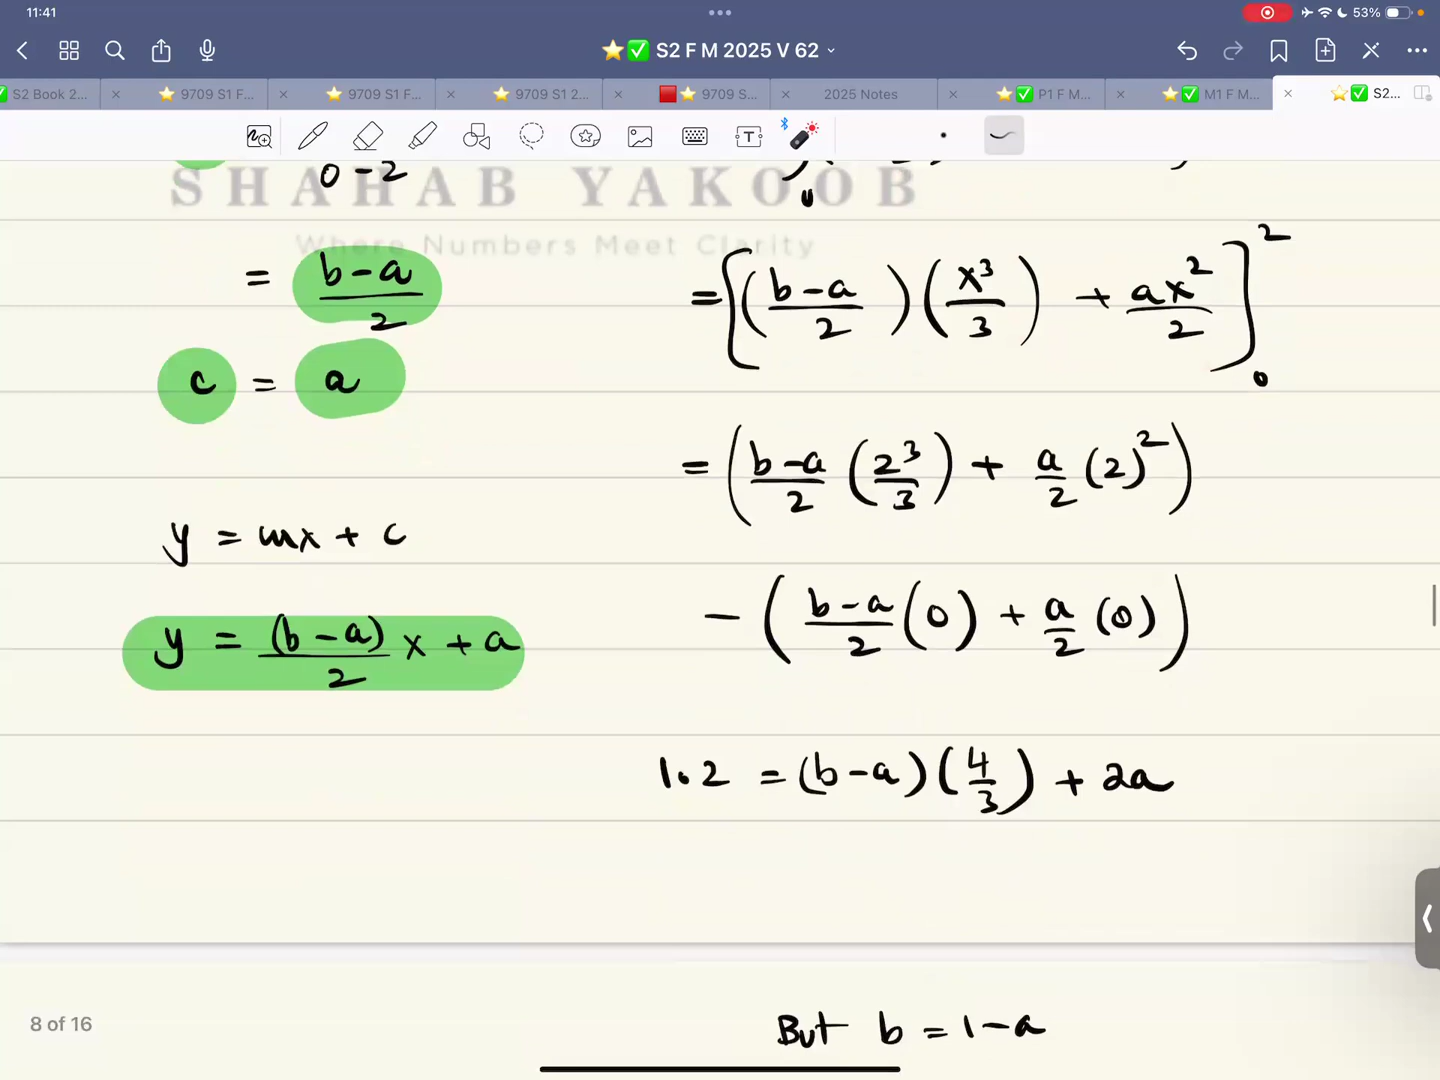 11:41
53%
S2 F M 2025 V 62
S2 Book 2...
9709 S1 F...
9709 S1 F...
9709 S1 2...
9709 S...
2025 Notes
P1 F M...
M1 F M...
S2...
0 - 2
SHAHAB YAKOOB
Where Numbers Meet Clarity
= (b-a)/2
c = a
y = mx + c
y = (b-a)/2 x + a
= [((b-a)/2)(x³/3) + ax²/2]₀²
= ((b-a)/2 (2³/3) + a/2 (2)²)
- ((b-a)/2 (0) + a/2 (0))
1.2 = (b-a)(4/3) + 2a
But b = 1-a
8 of 16